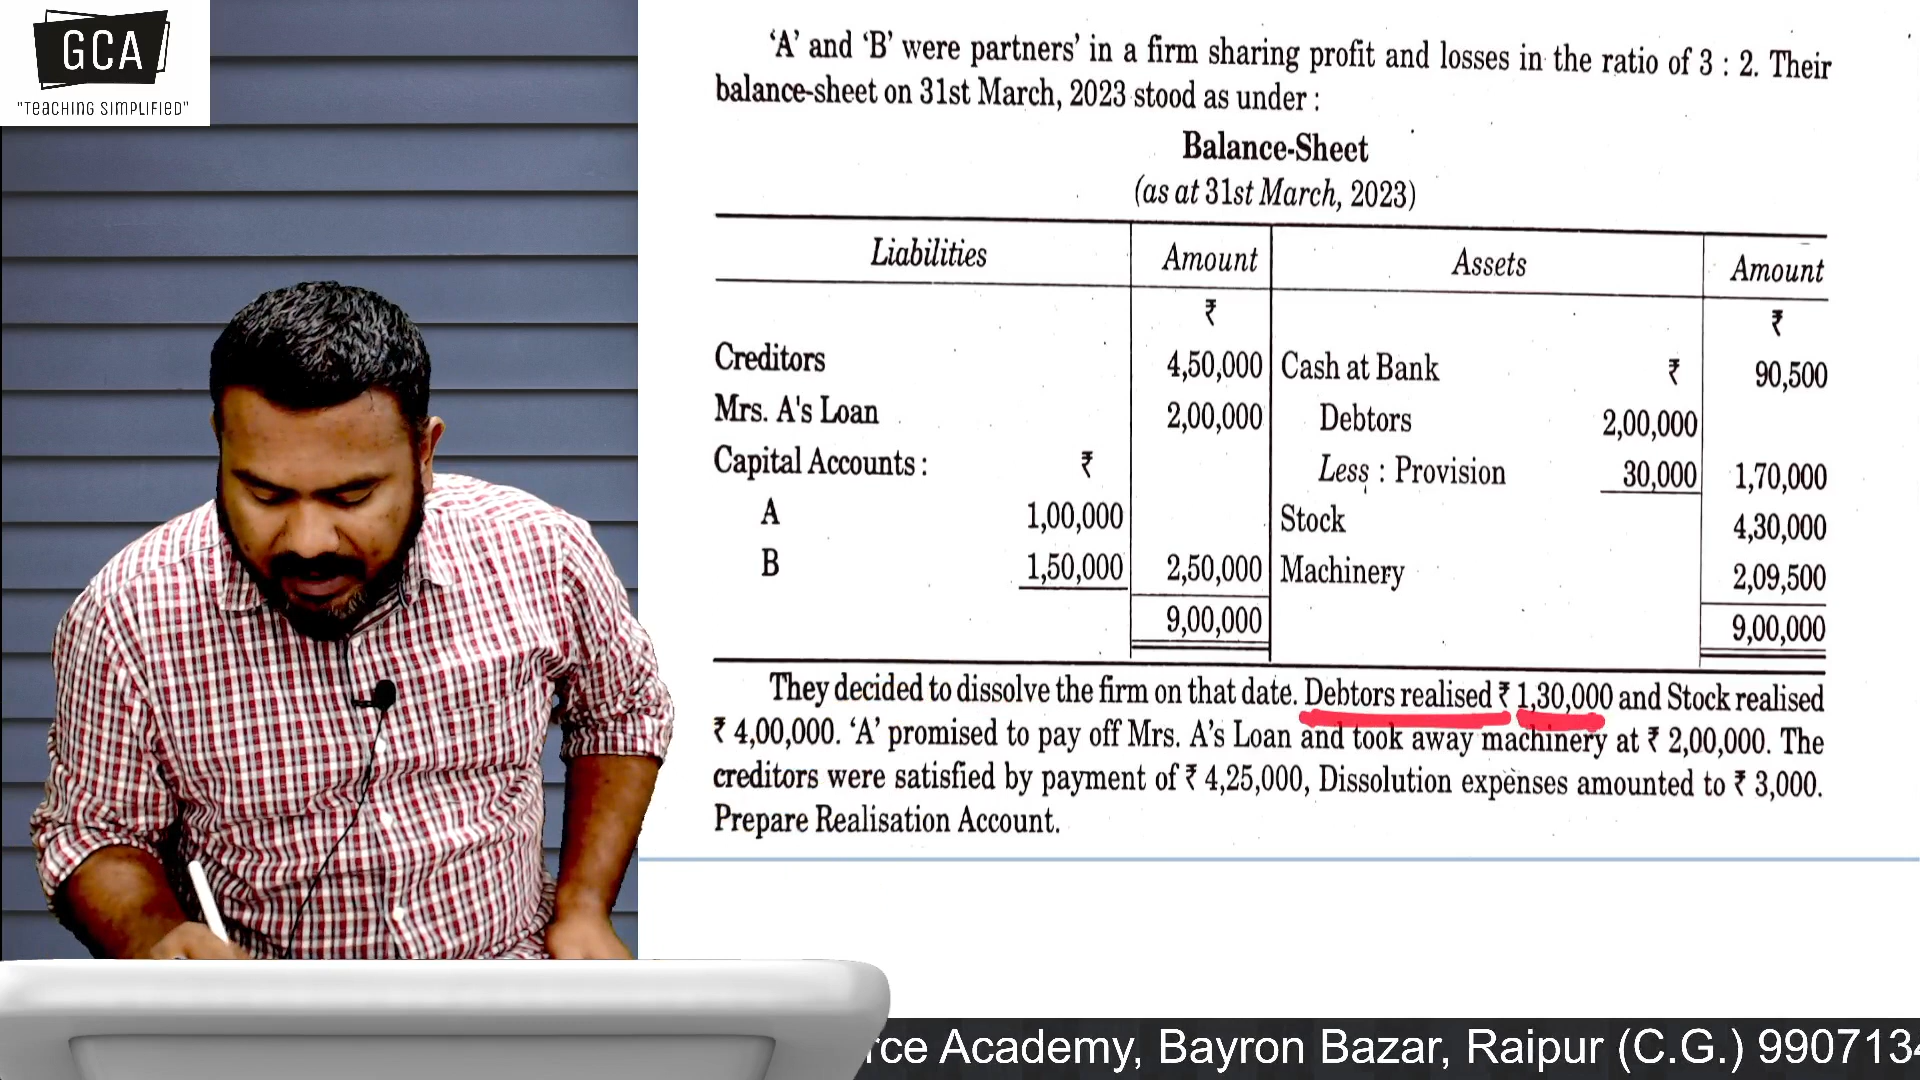 GCA
"TEACHING SIMPLIFIED"
‘A’ and ‘B’ were partners’ in a firm sharing profit and losses in the ratio of 3 : 2. Their
balance-sheet on 31st March, 2023 stood as under :
Balance-Sheet
(as at 31st March, 2023)
Liabilities Amount Assets Amount
₹ ₹
Creditors 4,50,000 Cash at Bank ₹ 90,500
Mrs. A's Loan 2,00,000 Debtors 2,00,000
Capital Accounts : ₹ Less : Provision 30,000 1,70,000
A 1,00,000 Stock 4,30,000
B 1,50,000 2,50,000 Machinery 2,09,500
9,00,000 9,00,000
They decided to dissolve the firm on that date. Debtors realised ₹ 1,30,000 and Stock realised
₹ 4,00,000. ‘A’ promised to pay off Mrs. A’s Loan and took away machinery at ₹ 2,00,000. The
creditors were satisfied by payment of ₹ 4,25,000, Dissolution expenses amounted to ₹ 3,000.
Prepare Realisation Account.
rce Academy, Bayron Bazar, Raipur (C.G.) 990713